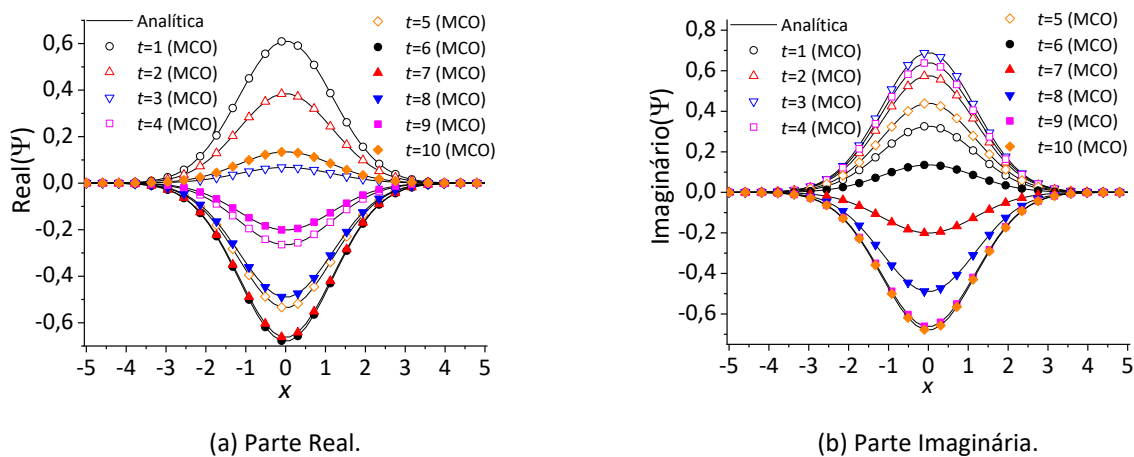 Analítica
t=1 (MCO)
t=2 (MCO)
t=3 (MCO)
t=4 (MCO)
t=5 (MCO)
t=6 (MCO)
t=7 (MCO)
t=8 (MCO)
t=9 (MCO)
t=10 (MCO)
Real(Ψ)
0,6
0,4
0,2
0,0
-0,2
-0,4
-0,6
-5 -4 -3 -2 -1 0 1 2 3 4 5
x
(a) Parte Real.
Analítica
t=1 (MCO)
t=2 (MCO)
t=3 (MCO)
t=4 (MCO)
t=5 (MCO)
t=6 (MCO)
t=7 (MCO)
t=8 (MCO)
t=9 (MCO)
t=10 (MCO)
Imaginário(Ψ)
0,8
0,6
0,4
0,2
0,0
-0,2
-0,4
-0,6
-5 -4 -3 -2 -1 0 1 2 3 4 5
x
(b) Parte Imaginária.